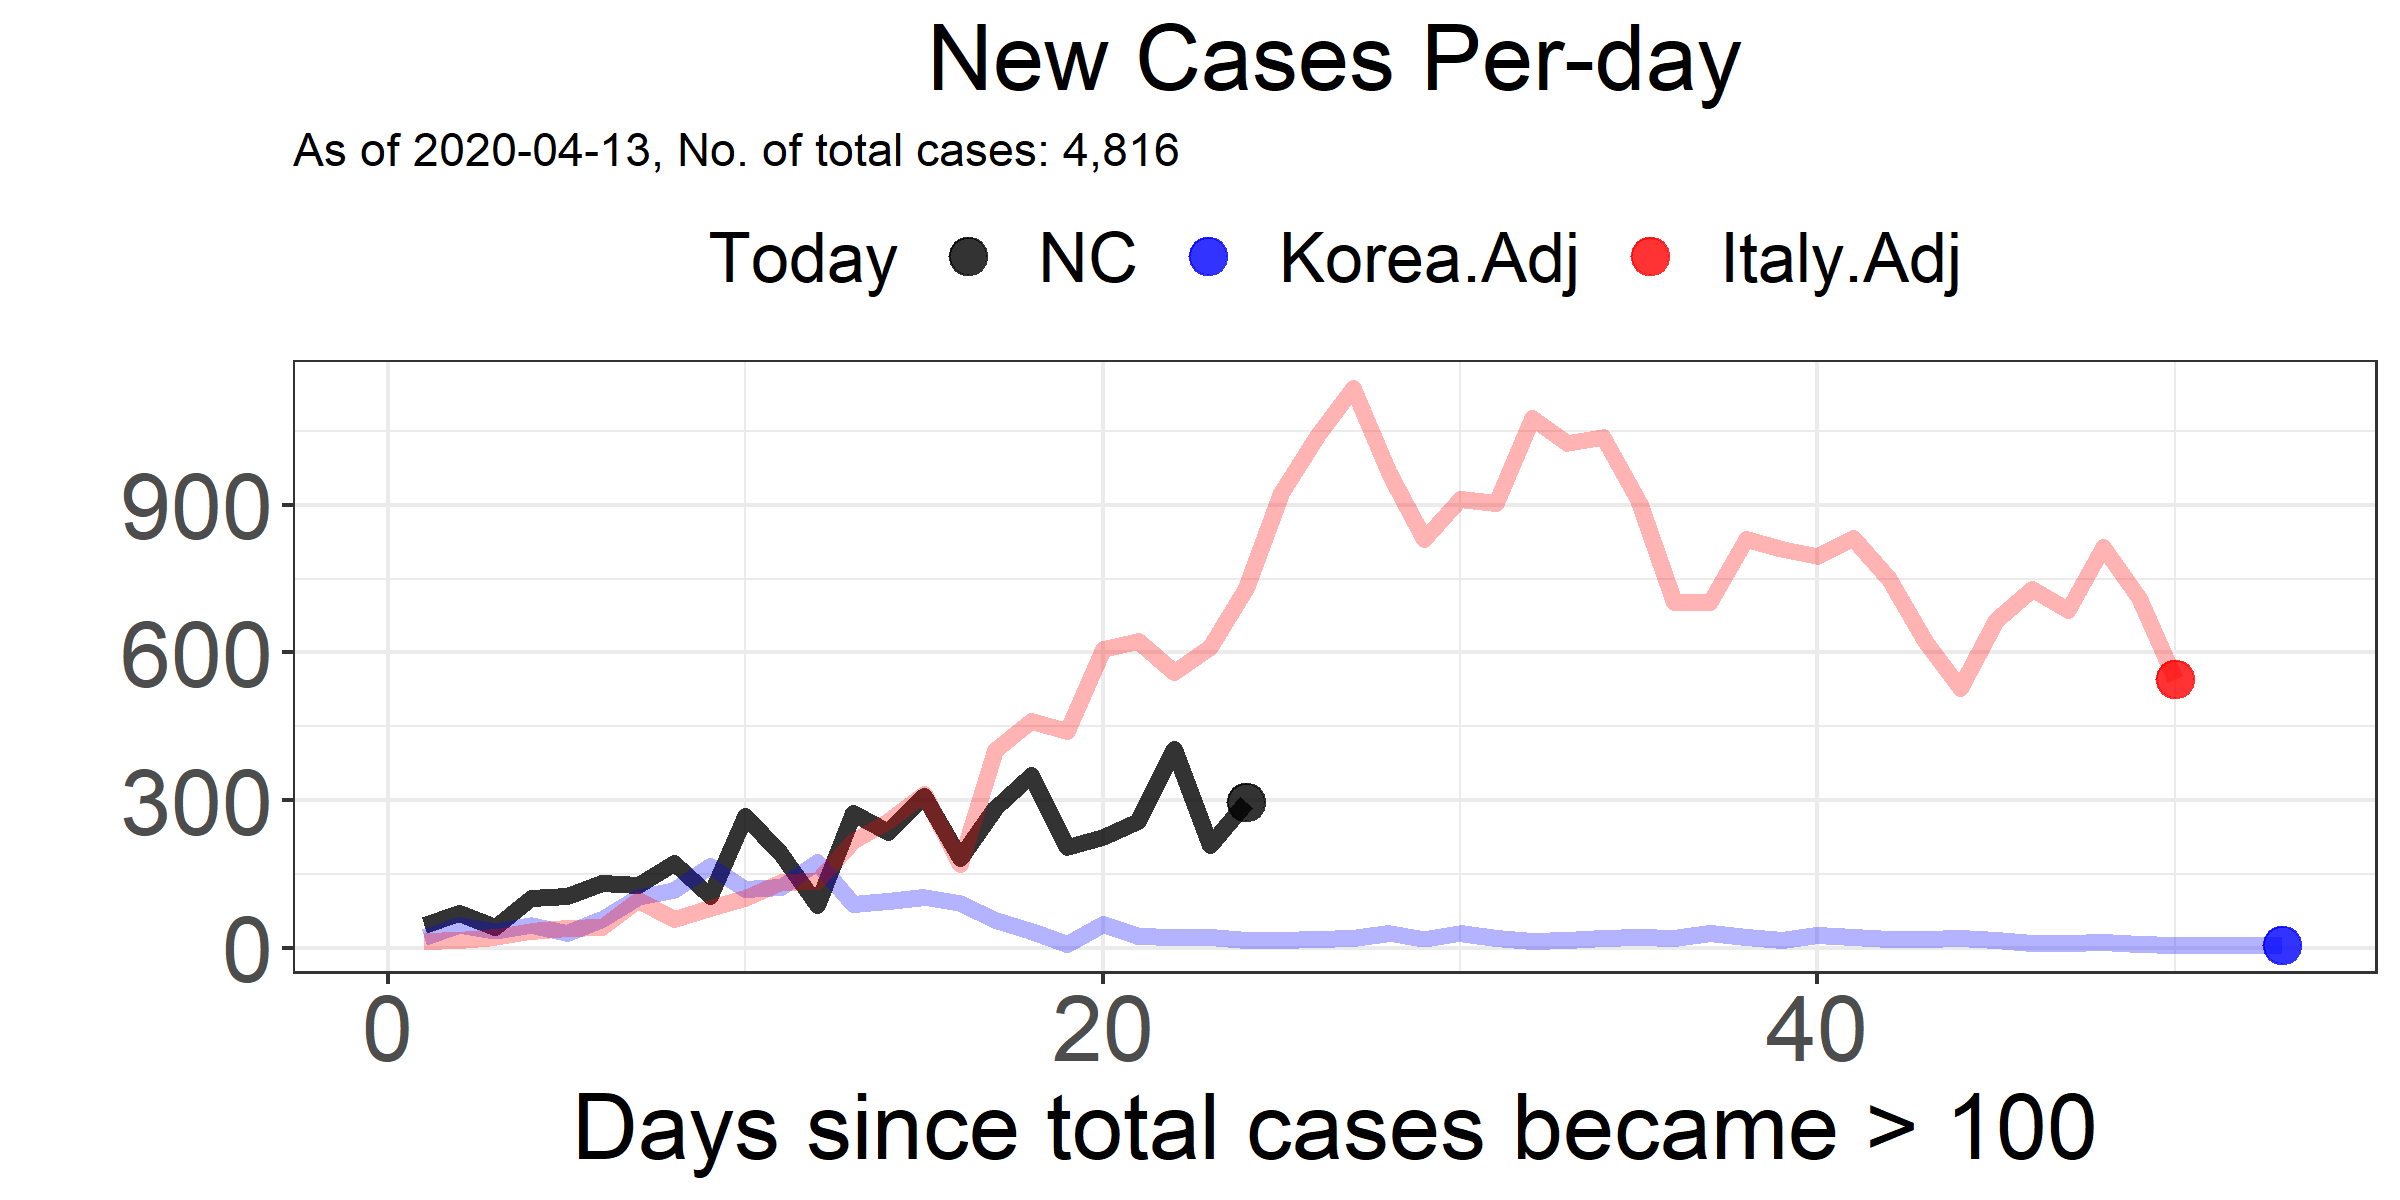 New Cases Per-day
As of 2020-04-13, No. of total cases: 4,816
Today NC Korea.Adj Italy.Adj
900
600
300
0
0 20 40
Days since total cases became > 100